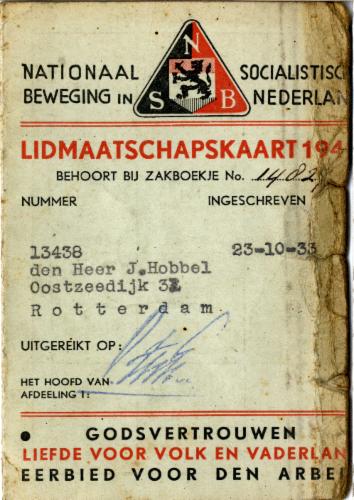 N
S B
NATIONAAL SOCIALISTISC
BEWEGING IN NEDERLAN
LIDMAATSCHAPSKAART 194
BEHOORT BIJ ZAKBOEKJE No. 1482
NUMMER INGESCHREVEN
13438 23-10-33
den Heer J.Hobbel
Oostzeedijk
Rotterdam
UITGEREIKT OP:
HET HOOFD VAN
AFDEELING 1:
GODSVERTROUWEN
LIEFDE VOOR VOLK EN VADERLAN
EERBIED VOOR DEN ARBEI